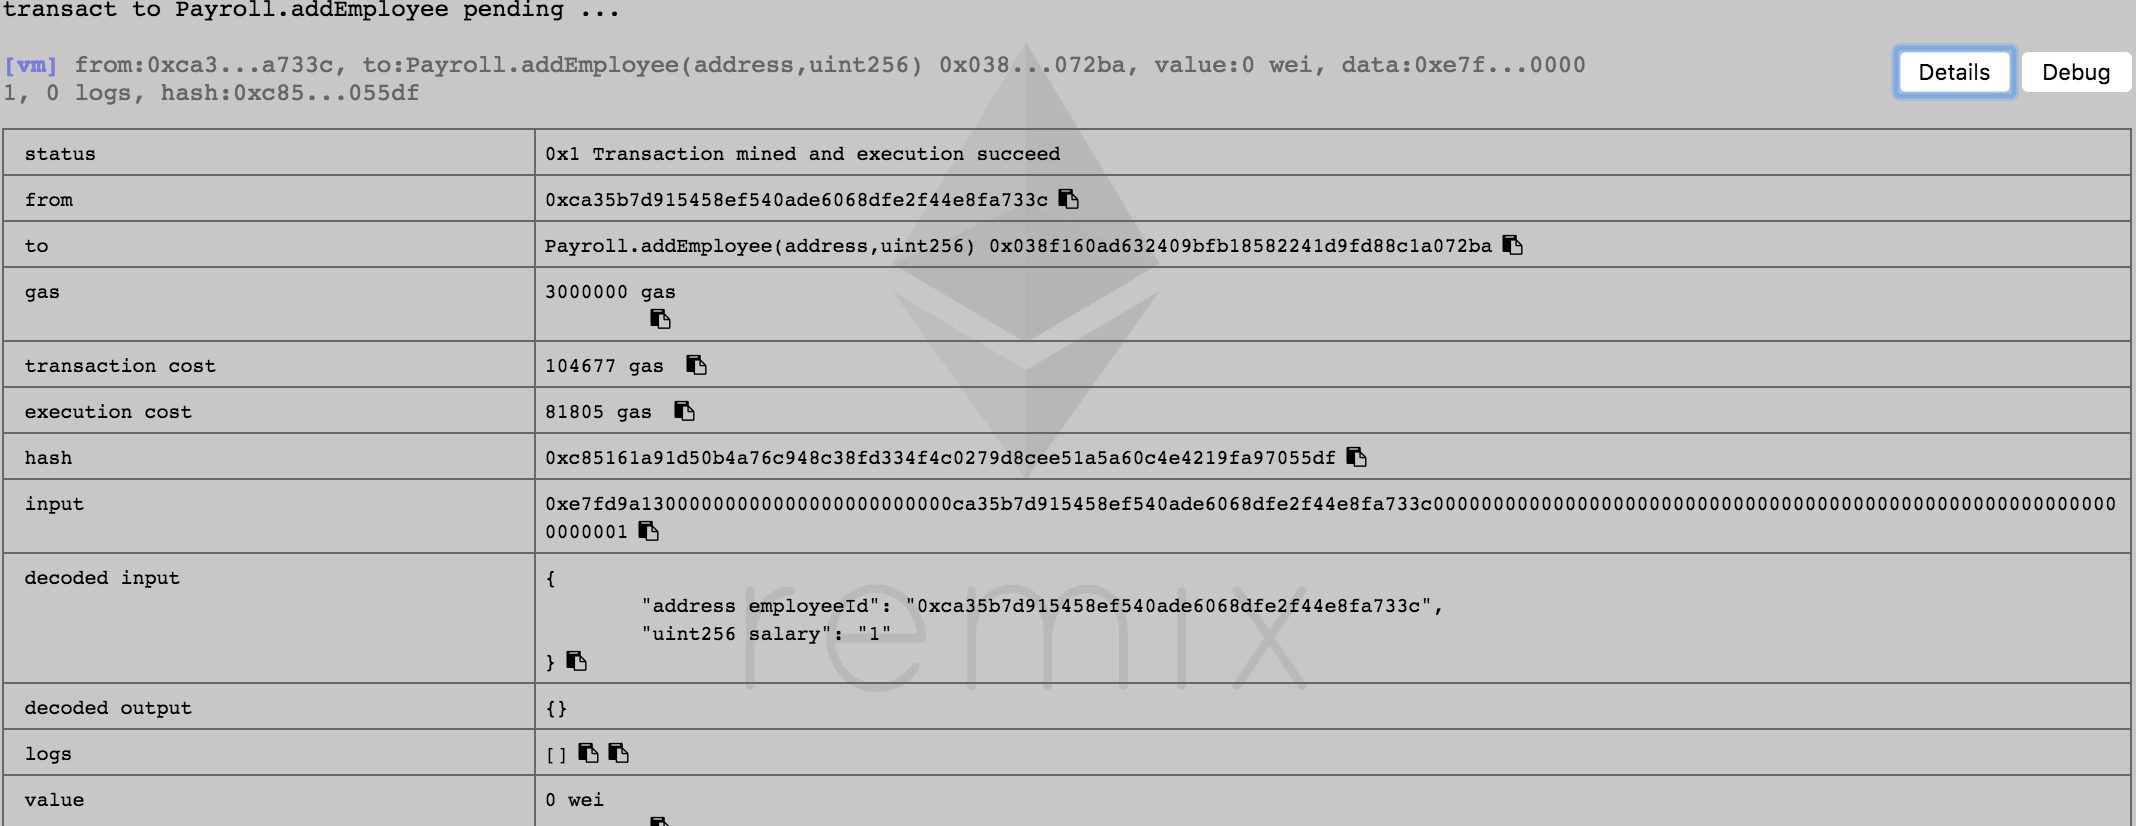 transact to Payroll.addEmployee pending ...
[vm] from:0xca3...a733c, to:Payroll.addEmployee(address,uint256) 0x038...072ba, value:0 wei, data:0xe7f...0000
1, 0 logs, hash:0xc85...055df
Details
Debug
status 0x1 Transaction mined and execution succeed
from 0xca35b7d915458ef540ade6068dfe2f44e8fa733c
to Payroll.addEmployee(address,uint256) 0x038f160ad632409bfb18582241d9fd88c1a072ba
gas 3000000 gas
transaction cost 104677 gas
execution cost 81805 gas
hash 0xc85161a91d50b4a76c948c38fd334f4c0279d8cee51a5a60c4e4219fa97055df
input 0xe7fd9a13000000000000000000000000ca35b7d915458ef540ade6068dfe2f44e8fa733c000000000000000000000000000000000000000000000000000000000
0000001
decoded input {
"address employeeId": "0xca35b7d915458ef540ade6068dfe2f44e8fa733c",
"uint256 salary": "1"
}
remix
decoded output {}
logs []
value 0 wei